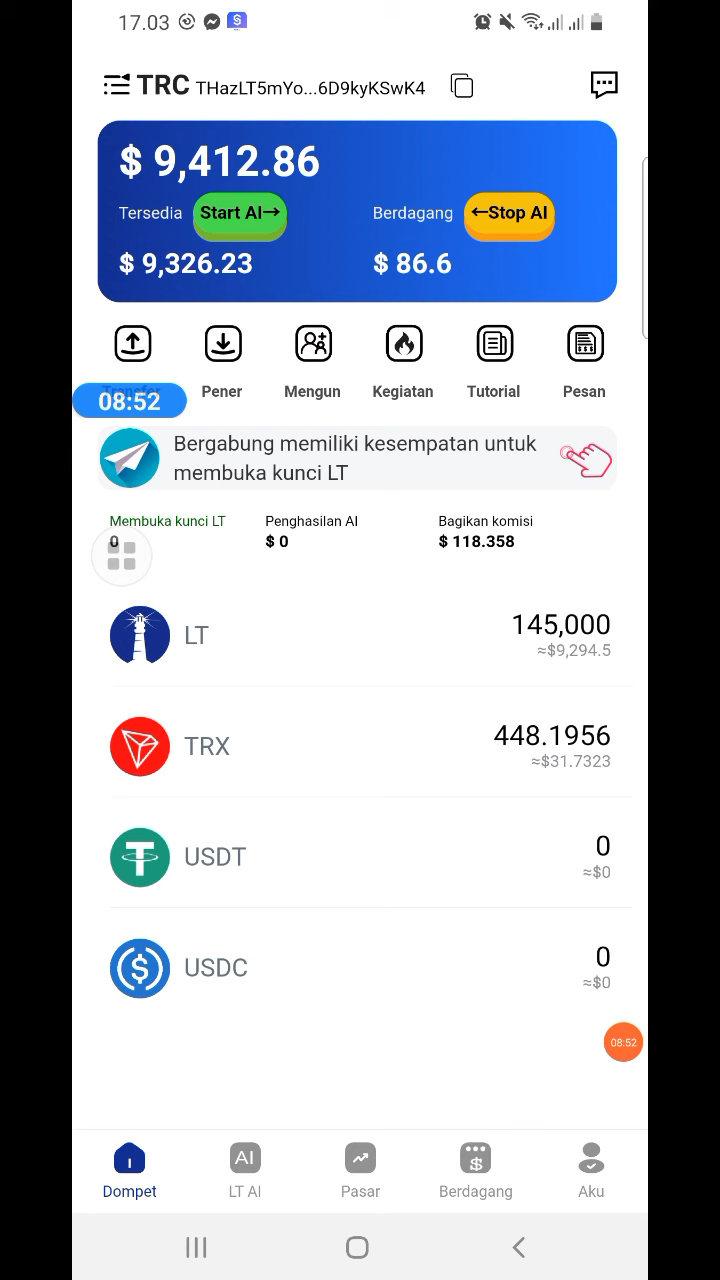 17.03
TRC THazLT5mYo...6D9kyKSwK4
$ 9,412.86
Tersedia Start AI→ Berdagang ←Stop AI
$ 9,326.23 $ 86.6
Transfer Pener Mengun Kegiatan Tutorial Pesan
08:52
Bergabung memiliki kesempatan untuk
membuka kunci LT
Membuka kunci LT Penghasilan AI Bagikan komisi
0 $ 0 $ 118.358
LT 145,000
≈$9,294.5
TRX 448.1956
≈$31.7323
USDT 0
≈$0
USDC 0
≈$0
08:52
AI
Dompet LT AI Pasar Berdagang Aku